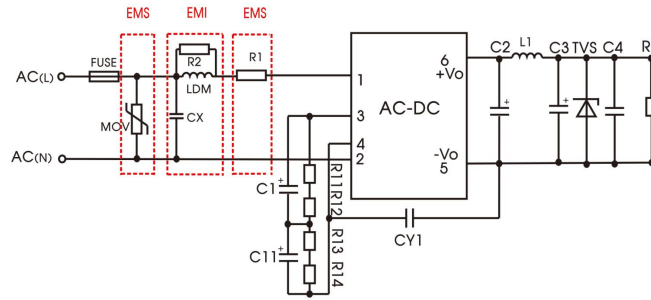 EMS
EMI
EMS
FUSE
R2
LDM
R1
C2
L1
C3
TVS
C4
R
AC(L)
MOV
CX
AC-DC
1
3
4
2
6
+Vo
-Vo
5
AC(N)
C1
R11
R12
C11
R13
R14
CY1